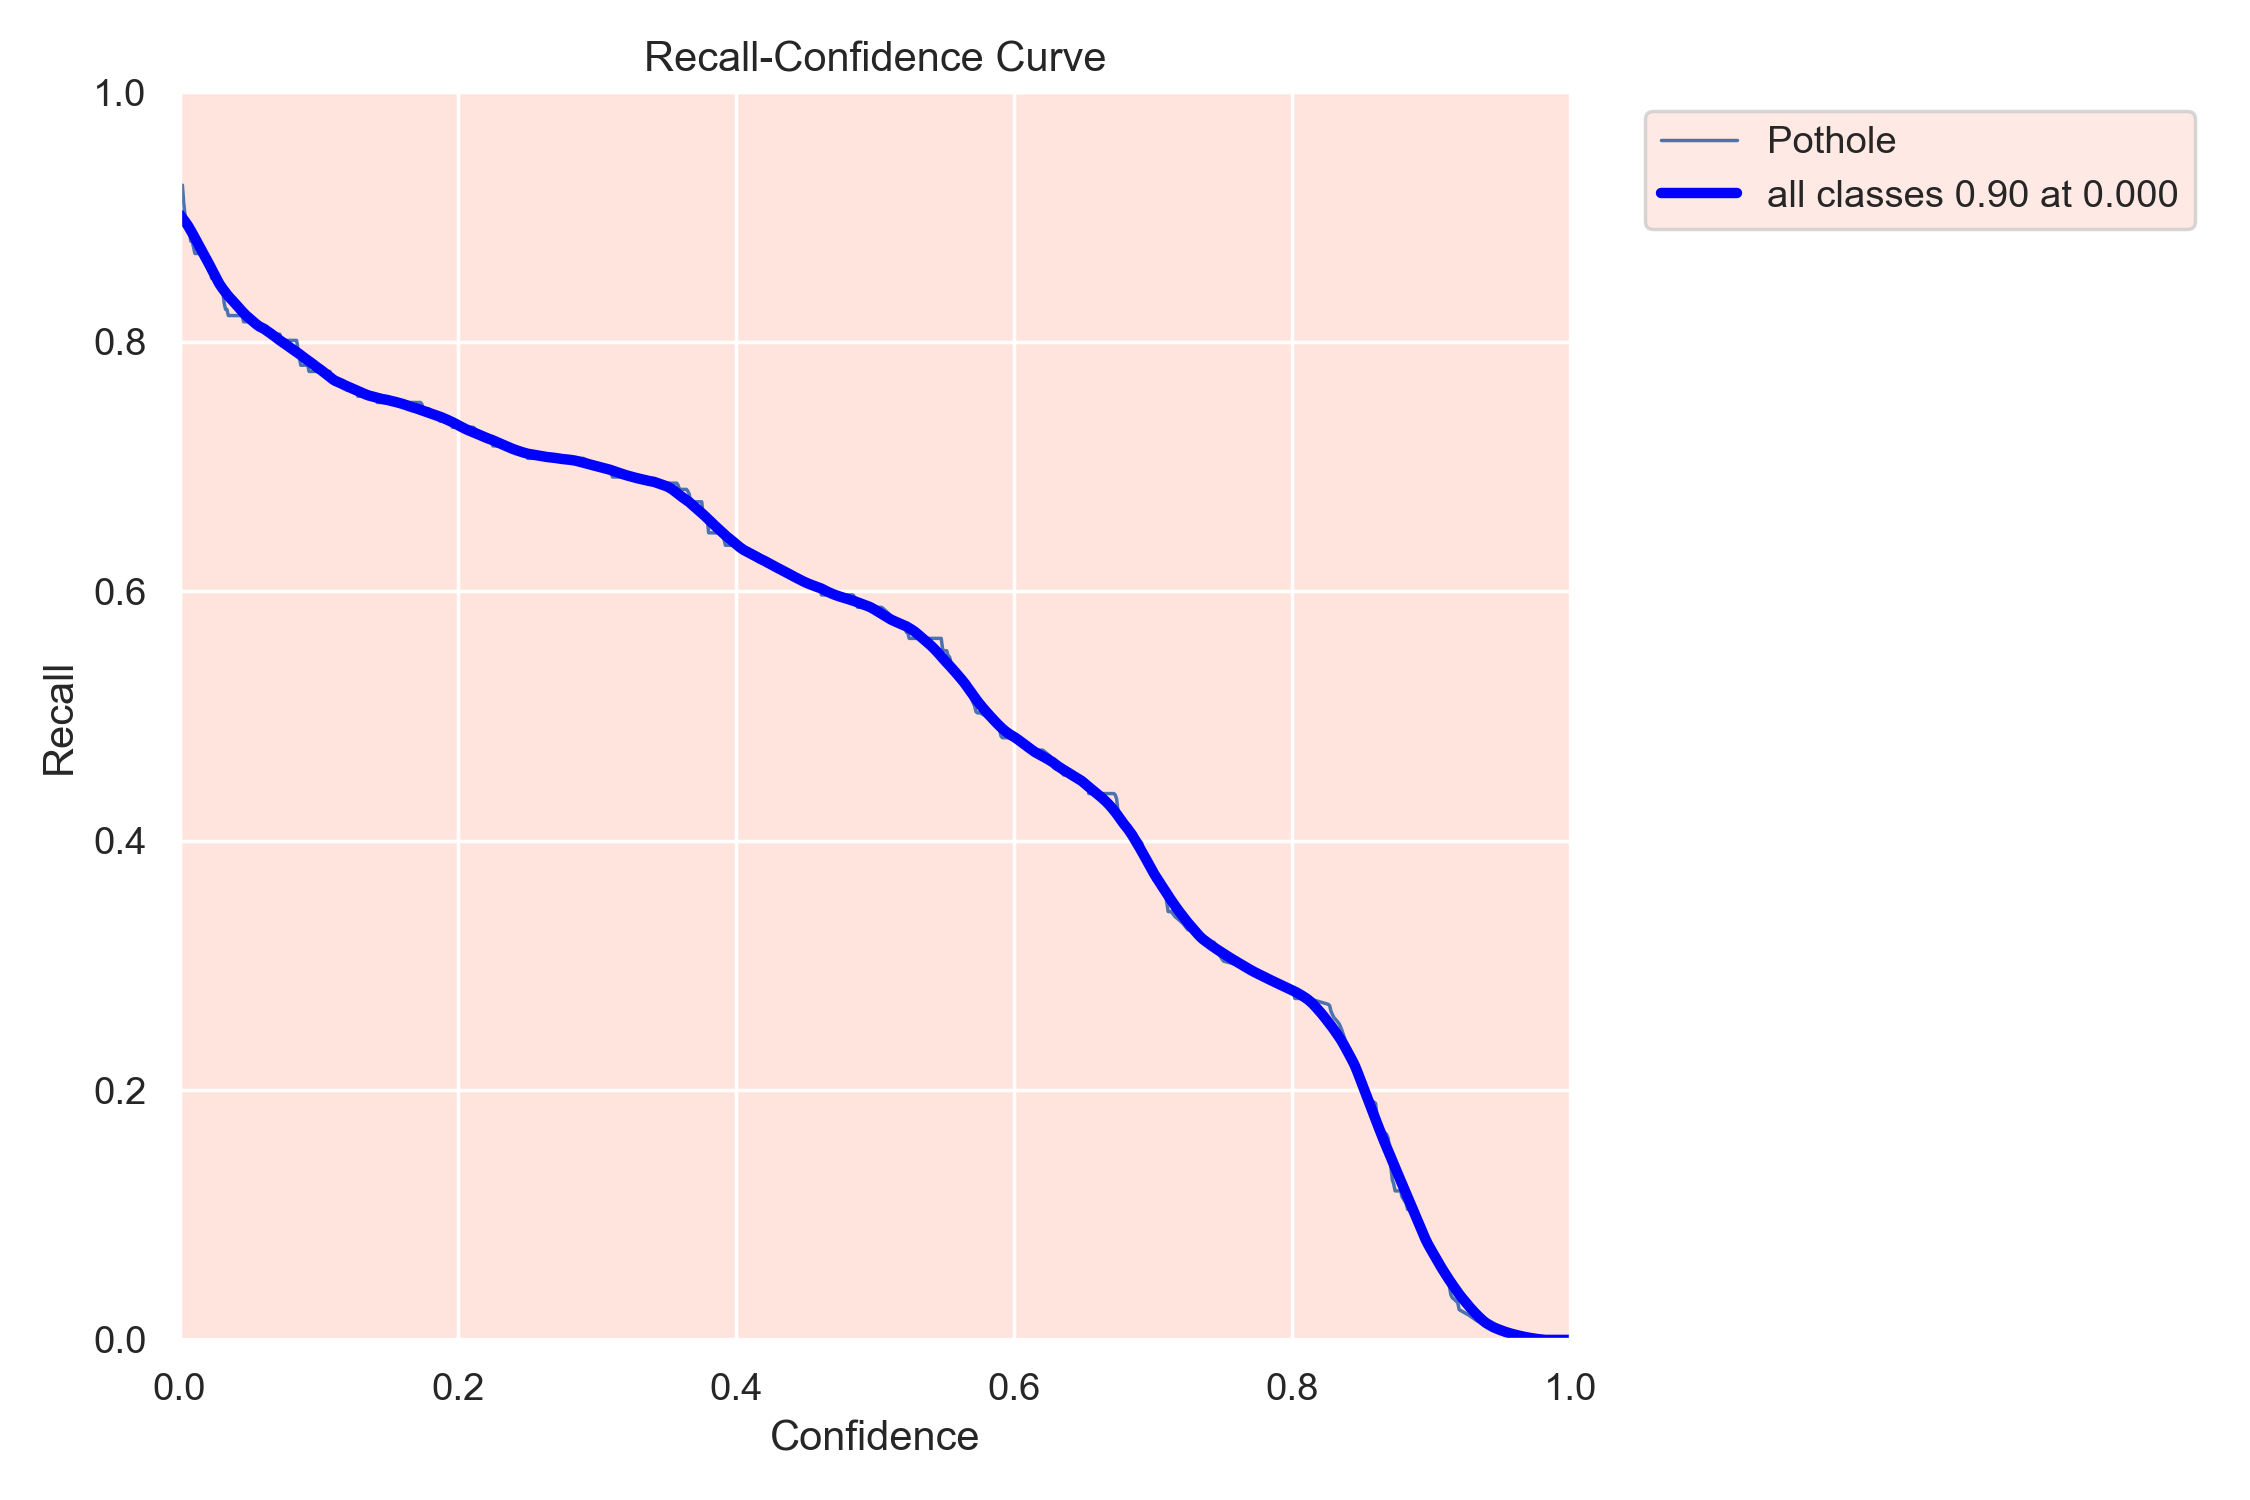 Recall-Confidence Curve
1.0
0.8
0.6
0.4
0.2
0.0
Recall
0.0 0.2 0.4 0.6 0.8 1.0
Confidence
Pothole
all classes 0.90 at 0.000